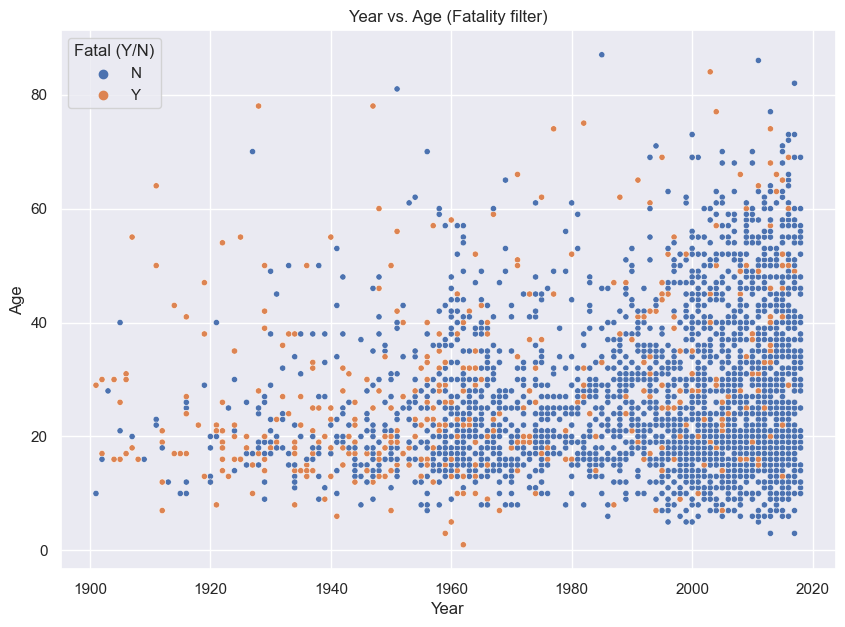 Year vs. Age (Fatality filter)
Fatal (Y/N)
N
Y
80
60
40
20
0
Age
1900 1920 1940 1960 1980 2000 2020
Year